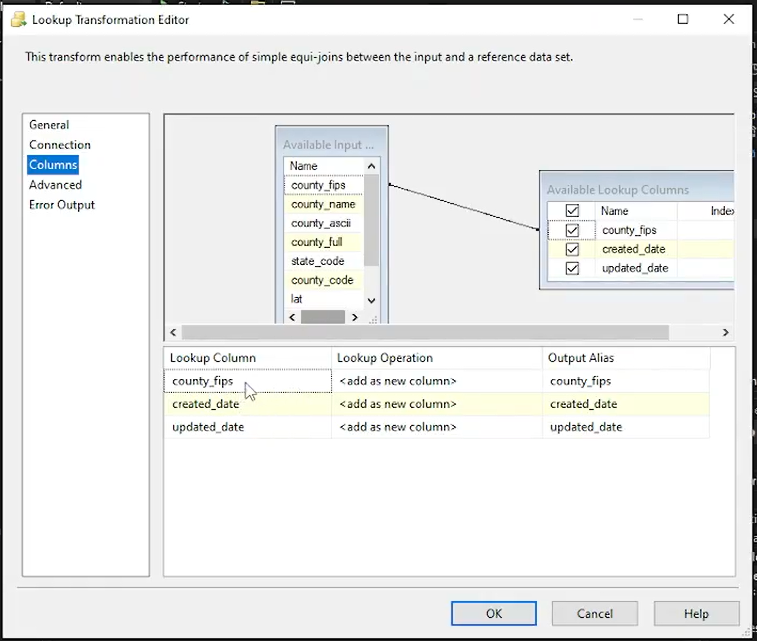 Lookup Transformation Editor
This transform enables the performance of simple equi-joins between the input and a reference data set.
General
Connection
Columns
Advanced
Error Output
Available Input ...
Name
county_fips
county_name
county_ascii
county_full
state_code
county_code
lat
Available Lookup Columns
Name Index
county_fips
created_date
updated_date
Lookup Column Lookup Operation Output Alias
county_fips <add as new column> county_fips
created_date <add as new column> created_date
updated_date <add as new column> updated_date
OK Cancel Help